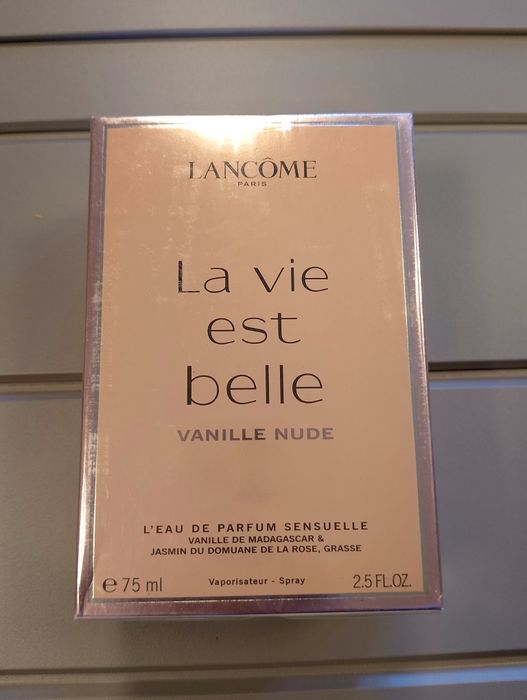 LANCÔME
PARIS
La vie
est
belle
VANILLE NUDE
L'EAU DE PARFUM SENSUELLE
VANILLE DE MADAGASCAR &
JASMIN DU DOMUANE DE LA ROSE, GRASSE
e 75 ml Vaporisateur - Spray 2.5 FL.OZ.